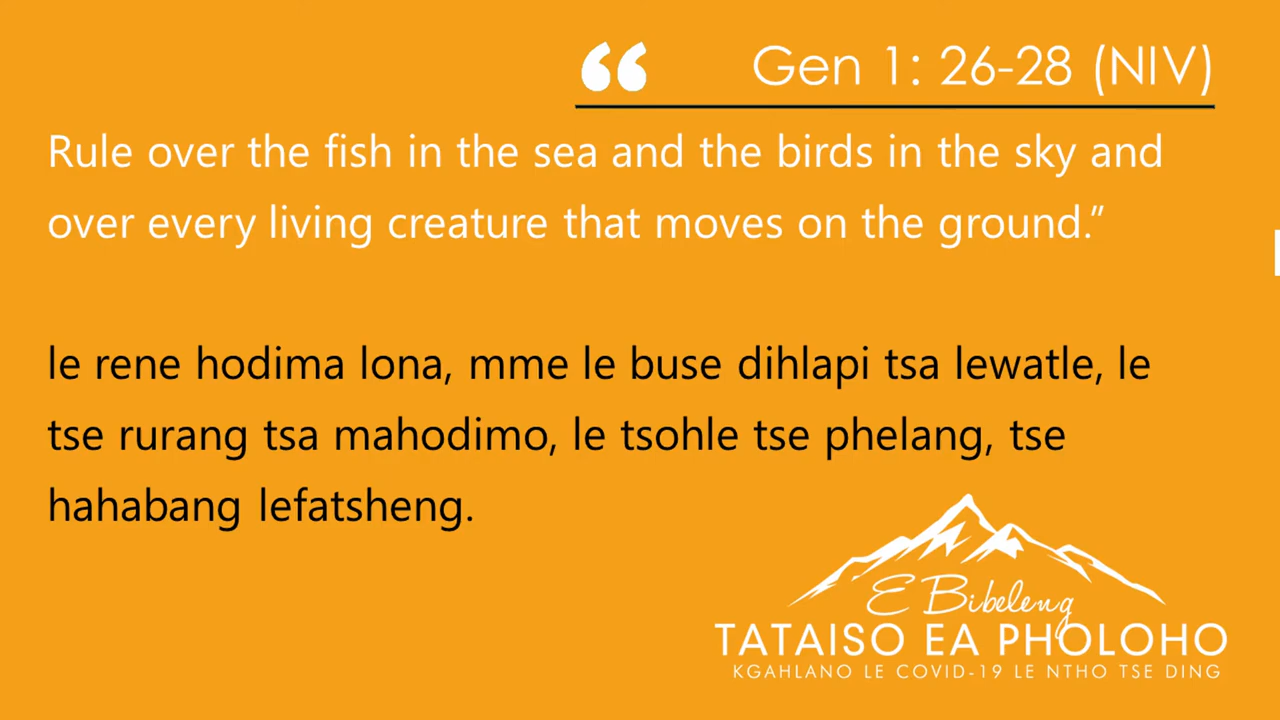 “ Gen 1: 26-28 (NIV)
Rule over the fish in the sea and the birds in the sky and
over every living creature that moves on the ground.”
le rene hodima lona, mme le buse dihlapi tsa lewatle, le
tse rurang tsa mahodimo, le tsohle tse phelang, tse
hahabang lefatsheng.
E Bibeleng
TATAISO EA PHOLOHO
KGAHLANO LE COVID-19 LE NTHO TSE DING